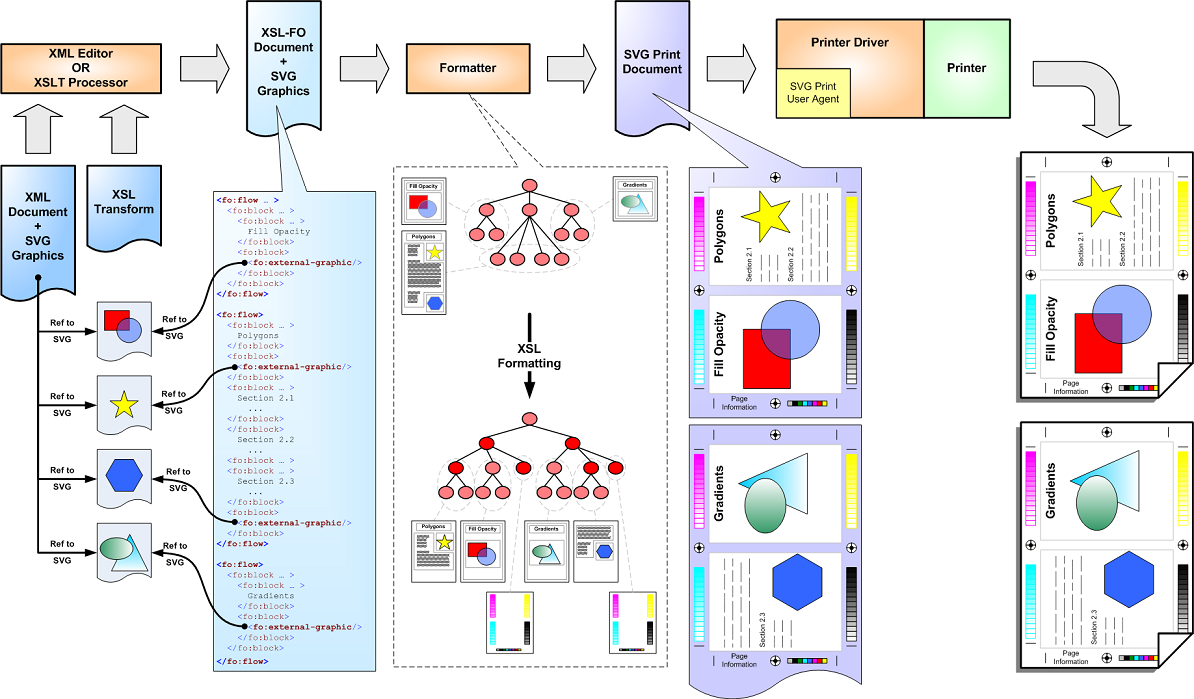 XML Editor
OR
XSLT Processor
XSL-FO
Document
+
SVG
Graphics
Formatter
SVG Print
Document
Printer Driver
SVG Print
User Agent
Printer
XML
Document
+
SVG
Graphics
XSL
Transform
Ref to
SVG
Ref to
SVG
Ref to
SVG
Ref to
SVG
Ref to
SVG
Ref to
SVG
Ref to
SVG
Ref to
SVG
<fo:flow … >
<fo:block … >
<fo:block … >
Fill Opacity
</fo:block>
<fo:block>
<fo:external-graphic/>
</fo:block>
</fo:block>
</fo:flow>
<fo:flow>
<fo:block … >
Polygons
</fo:block>
<fo:block>
<fo:external-graphic/>
</fo:block>
<fo:block … >
Section 2.1
...
</fo:block>
</fo:block>
Section 2.2
...
<fo:block>
<fo:block … >
Section 2.3
...
</fo:block>
<fo:block>
<fo:external-graphic/>
</fo:block>
</fo:flow>
<fo:flow>
<fo:block … >
<fo:block … >
Gradients
</fo:block>
<fo:block>
<fo:external-graphic/>
</fo:block>
</fo:block>
</fo:flow>
Fill Opacity
Gradients
Polygons
XSL
Formatting
Polygons
Fill Opacity
Gradients
Polygons
Section 2.1
Section 2.2
Fill Opacity
Page
Information
Gradients
Section 2.3
Page
Information
Polygons
Section 2.1
Section 2.2
Fill Opacity
Page
Information
Gradients
Section 2.3
Page
Information